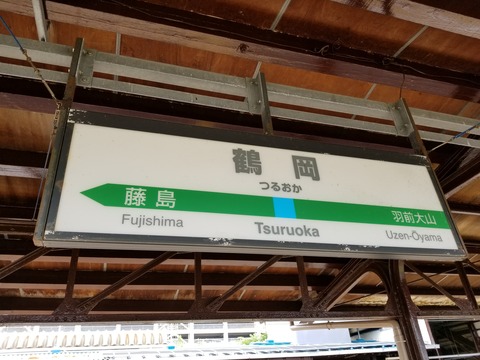 鶴岡
つるおか
藤島
羽前大山
Fujishima
Tsuruoka
Uzen-Ōyama